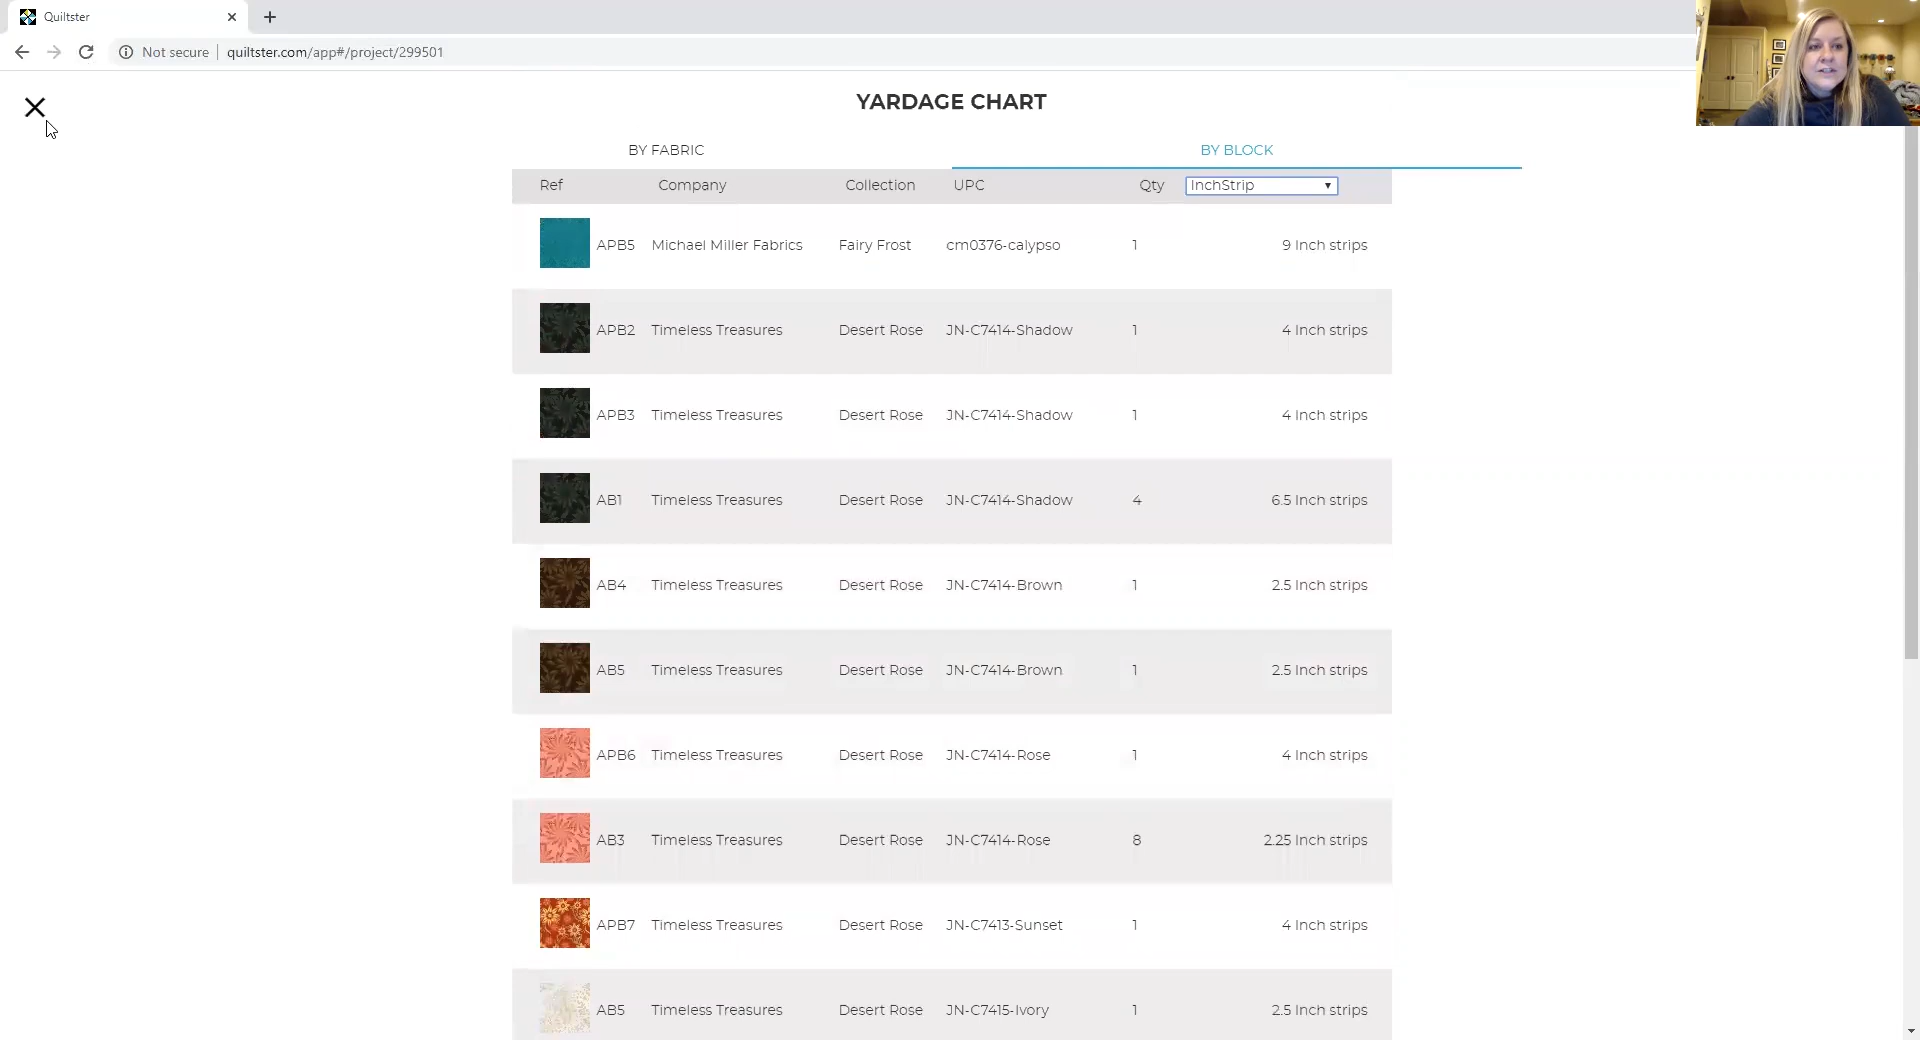 Quiltster
Not secure quiltster.com/app#/project/299501
YARDAGE CHART
BY FABRIC BY BLOCK
Ref Company Collection UPC Qty InchStrip
APB5 Michael Miller Fabrics Fairy Frost cm0376-calypso 1 9 Inch strips
APB2 Timeless Treasures Desert Rose JN-C7414-Shadow 1 4 Inch strips
APB3 Timeless Treasures Desert Rose JN-C7414-Shadow 1 4 Inch strips
AB1 Timeless Treasures Desert Rose JN-C7414-Shadow 4 6.5 Inch strips
AB4 Timeless Treasures Desert Rose JN-C7414-Brown 1 2.5 Inch strips
AB5 Timeless Treasures Desert Rose JN-C7414-Brown 1 2.5 Inch strips
APB6 Timeless Treasures Desert Rose JN-C7414-Rose 1 4 Inch strips
AB3 Timeless Treasures Desert Rose JN-C7414-Rose 8 2.25 Inch strips
APB7 Timeless Treasures Desert Rose JN-C7413-Sunset 1 4 Inch strips
AB5 Timeless Treasures Desert Rose JN-C7415-Ivory 1 2.5 Inch strips